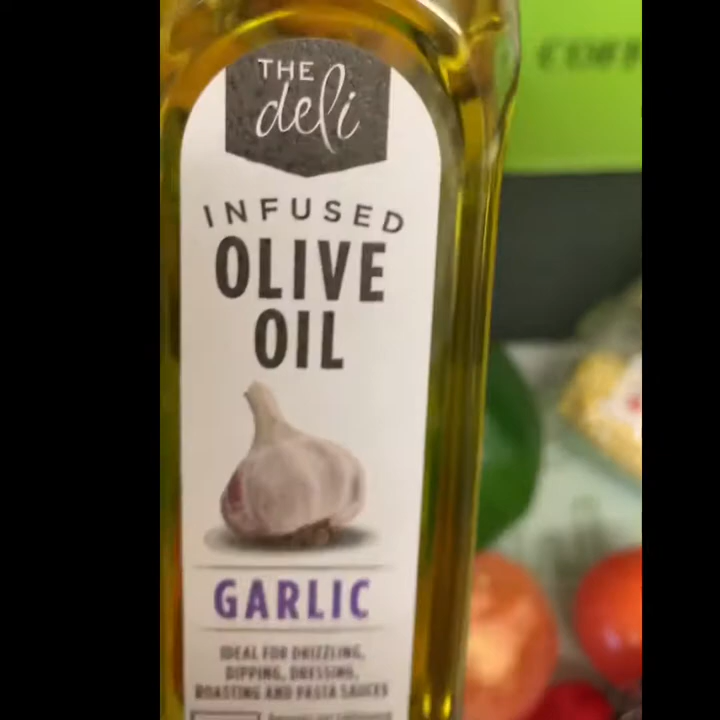 THE
deli
INFUSED
OLIVE
OIL
GARLIC
IDEAL FOR DRIZZLING,
DIPPING, DRESSING,
ROASTING AND PASTA SAUCES